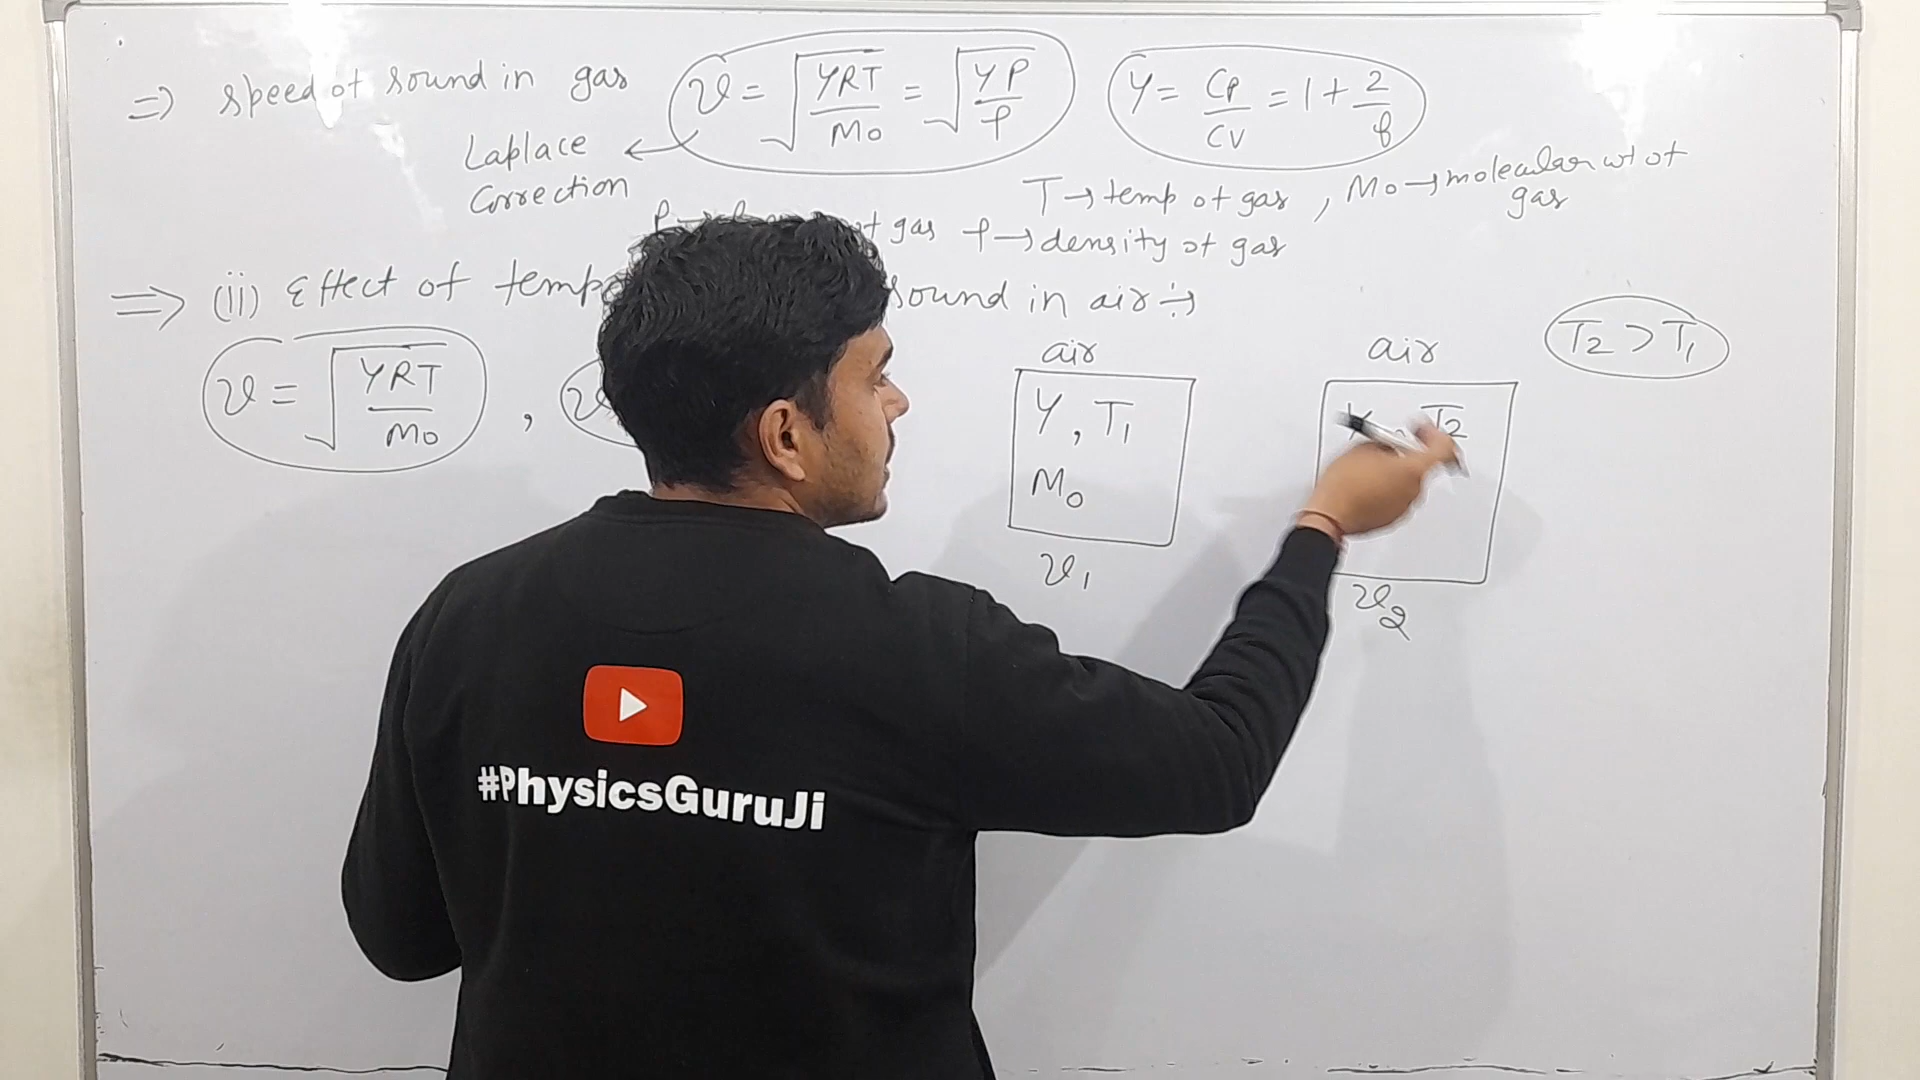 => speed of sound in gas v = √(γRT/M₀) = √(γP/ρ) γ = Cp/Cv = 1 + 2/f
Laplace ←
Correction
T → temp of gas , M₀ → molecular wt of
gas
gas ρ → density of gas
=> (ii) Effect of sound in air :→
v = √(γRT/M₀) ,
air
γ , T₁
M₀
v₁
air
T₂
v₂
T₂ > T₁
#PhysicsGuruJi